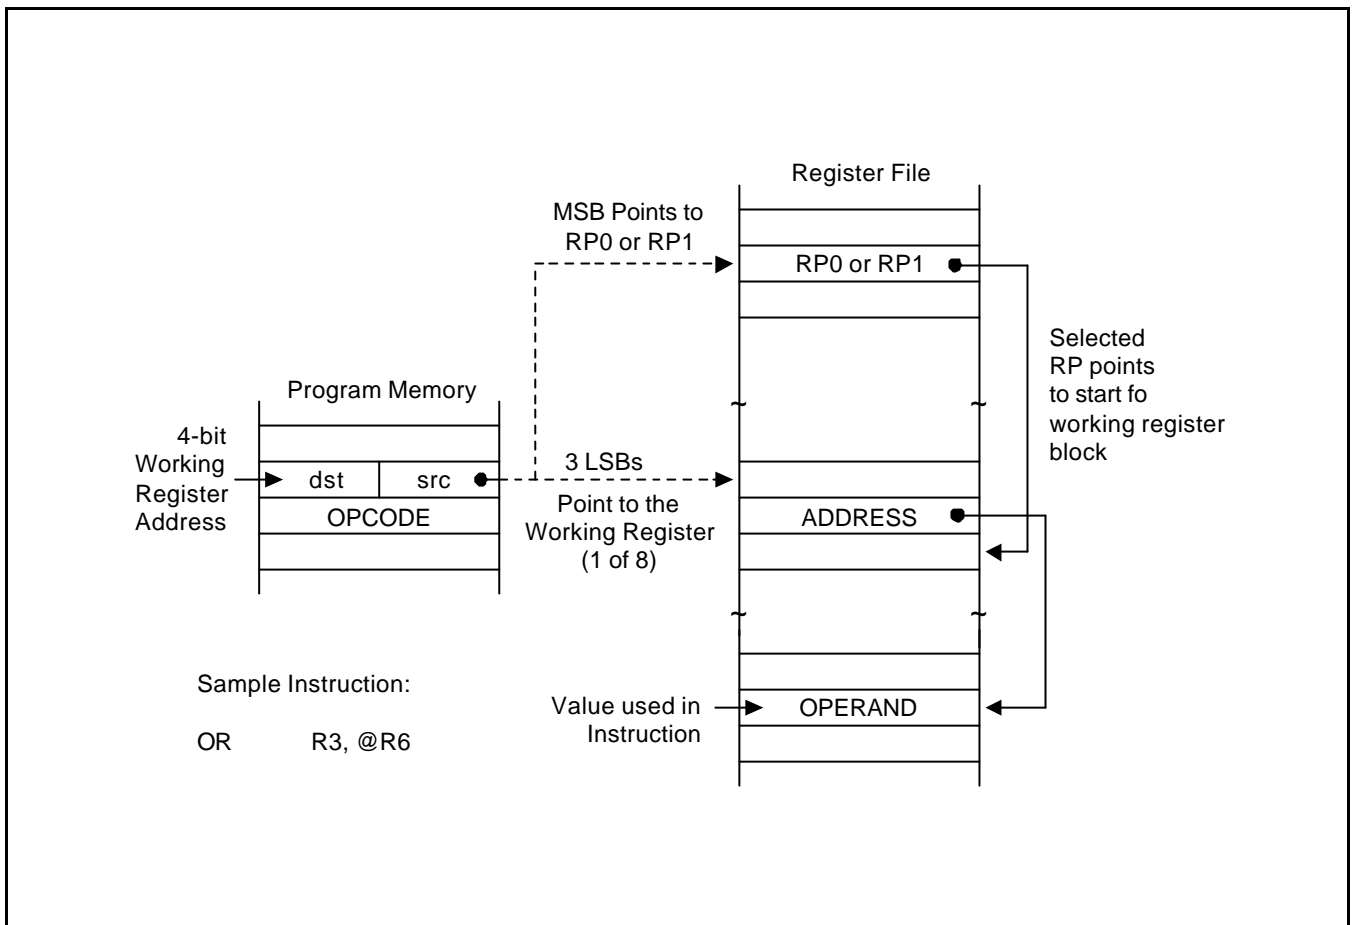 Register File
MSB Points to
RP0 or RP1
RP0 or RP1
Selected
RP points
to start fo
working register
block
Program Memory
4-bit
Working
Register
Address
dst
src
OPCODE
3 LSBs
Point to the
Working Register
(1 of 8)
ADDRESS
Sample Instruction:
OR R3, @R6
Value used in
Instruction
OPERAND